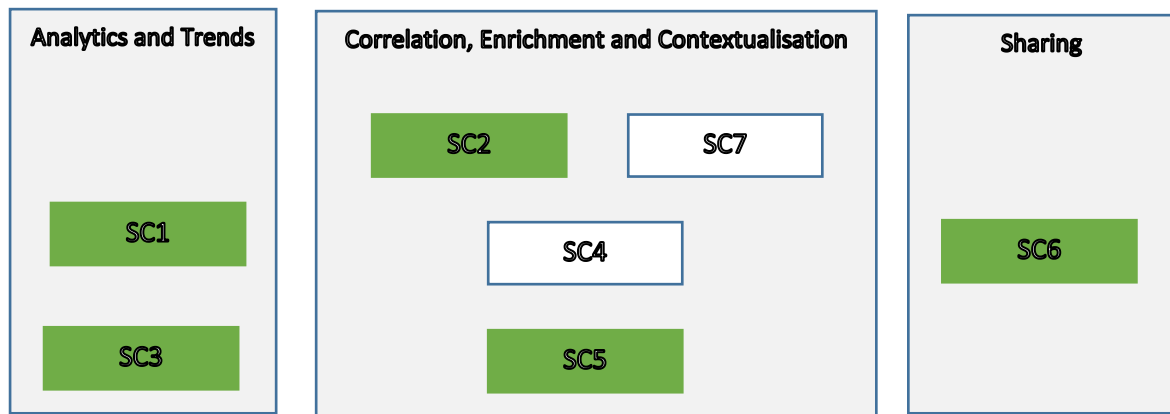 Analytics and Trends
SC1
SC3
Correlation, Enrichment and Contextualisation
SC2
SC7
SC4
SC5
Sharing
SC6